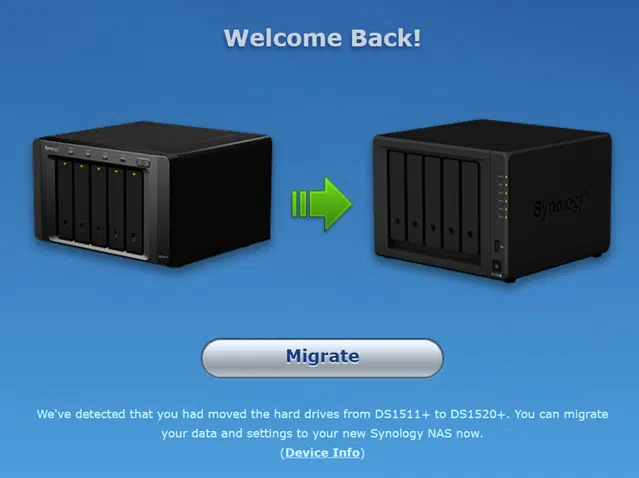 Welcome Back!
Synology
Synology
Migrate
We've detected that you had moved the hard drives from DS1511+ to DS1520+. You can migrate
your data and settings to your new Synology NAS now.
(Device Info)